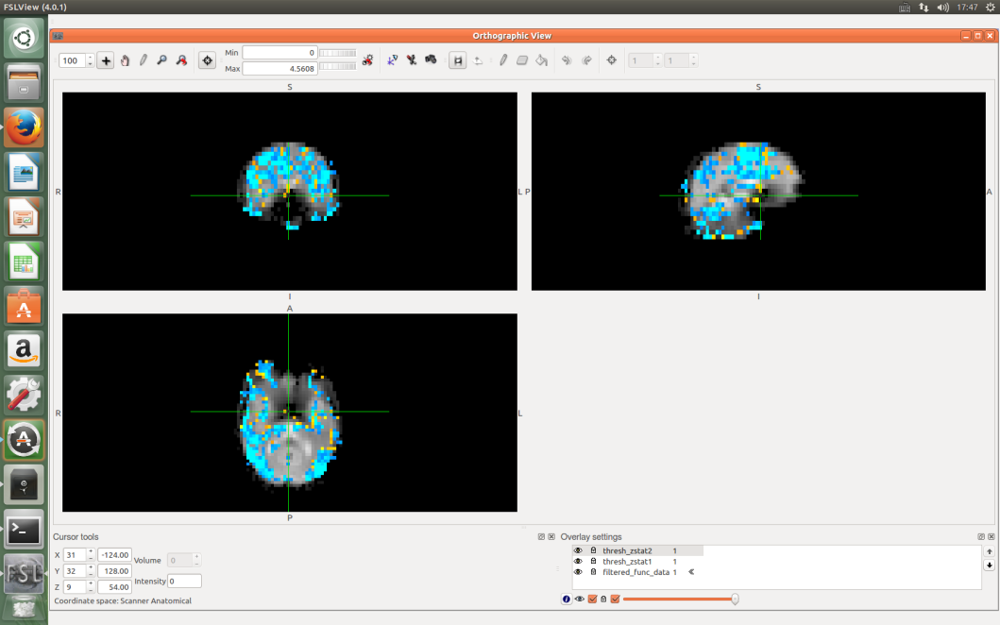 FSLView (4.0.1)
17:47
Orthographic View
100
Min 0
Max 4.5608
1 1
S S
R L P A
I I
A
R L
P
Cursor tools
X 31 -124.00
Y 32 128.00
Z 9 54.00
Volume 0
Intensity 0
Coordinate space: Scanner Anatomical
Overlay settings
thresh_zstat2 1
thresh_zstat1 1
filtered_func_data 1
FSL